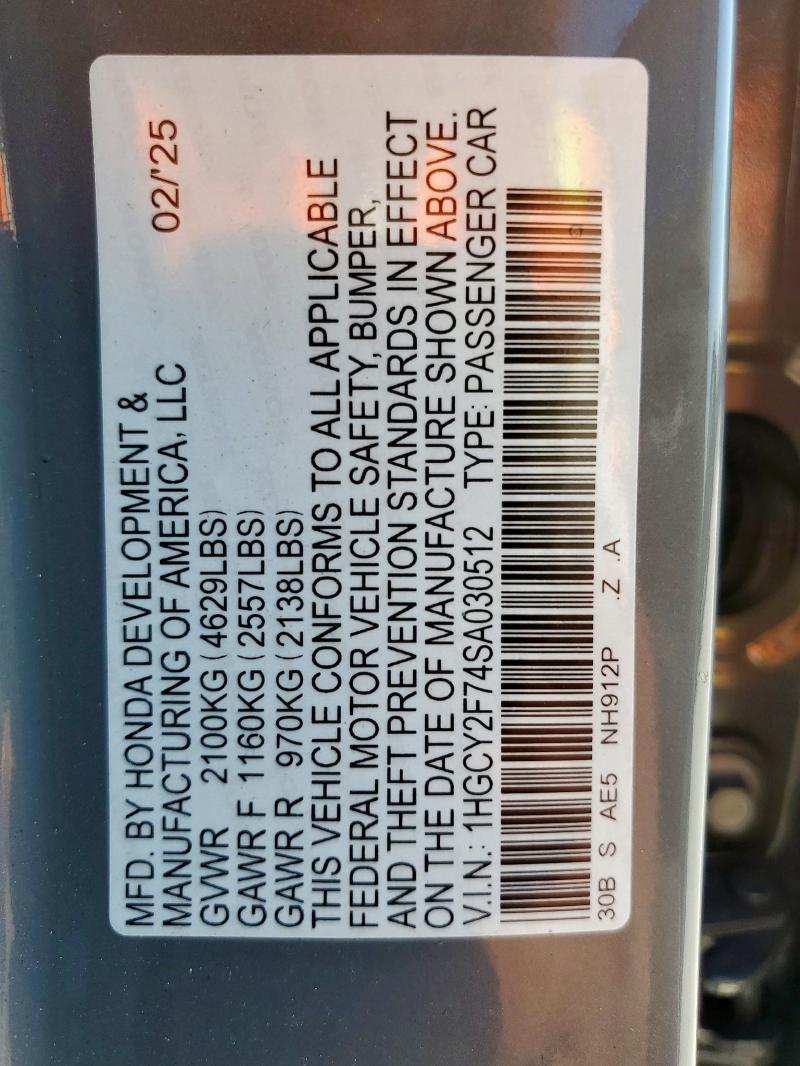 MFD. BY HONDA DEVELOPMENT &
MANUFACTURING OF AMERICA, LLC 02/'25
GVWR 2100KG (4629LBS)
GAWR F 1160KG (2557LBS)
GAWR R 970KG (2138LBS)
THIS VEHICLE CONFORMS TO ALL APPLICABLE
FEDERAL MOTOR VEHICLE SAFETY, BUMPER,
AND THEFT PREVENTION STANDARDS IN EFFECT
ON THE DATE OF MANUFACTURE SHOWN ABOVE.
V.I.N.: 1HGCY2F74SA030512 TYPE: PASSENGER CAR
30B S AE5 NH912P .Z .A